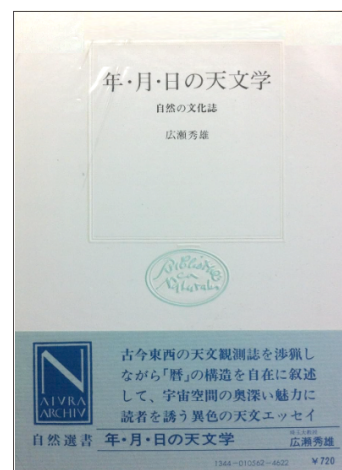 年・月・日の天文学
自然の文化誌
広瀬秀雄
N
ATVRA
ARCHIV
古今東西の天文観測誌を渉猟し
ながら「暦」の構造を自在に叙述
して、宇宙空間の奥深い魅力に
読者を誘う異色の天文エッセイ
自然選書
年・月・日の天文学
広瀬秀雄
1344-010562-4622
¥720